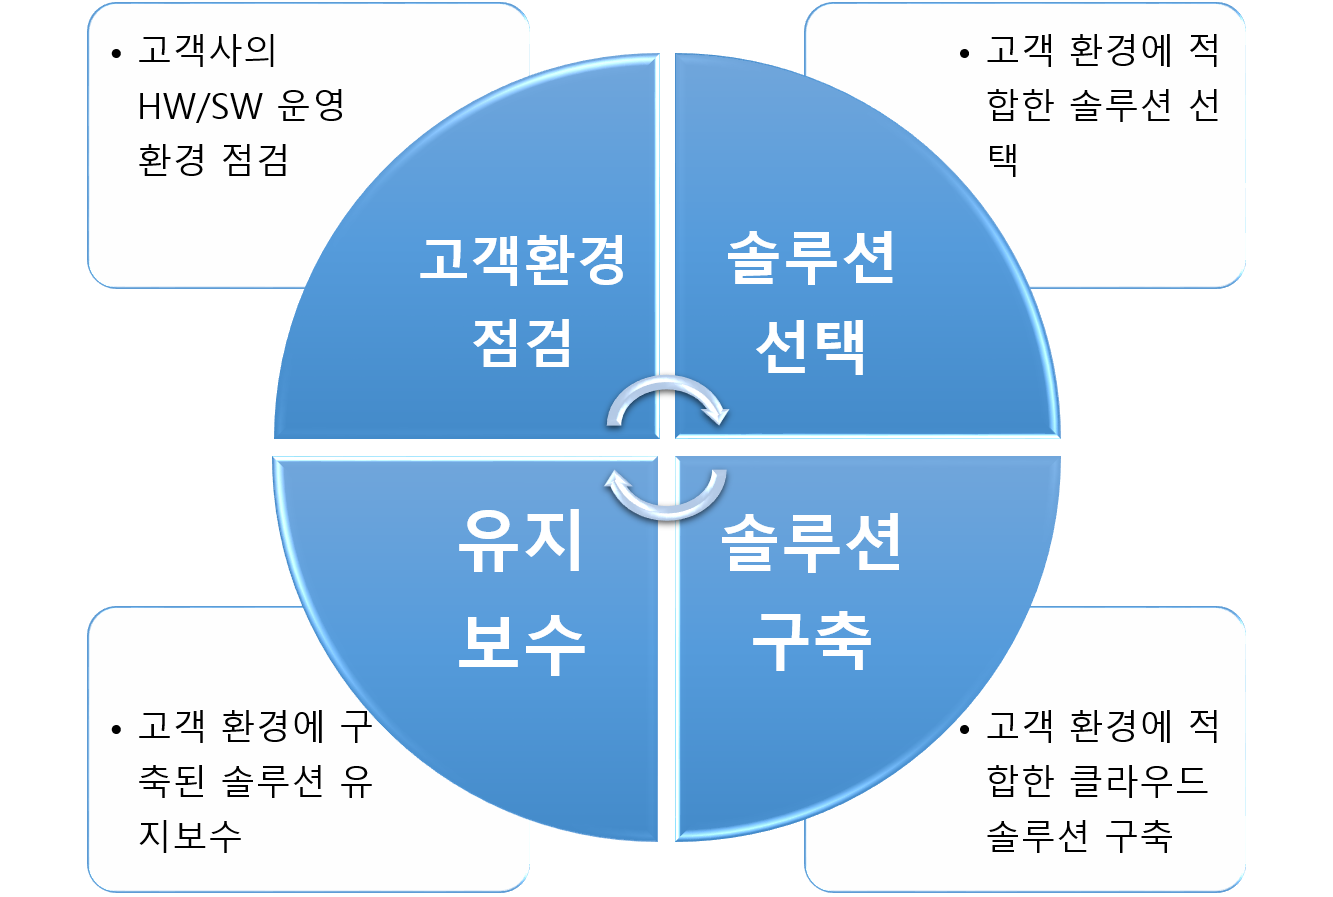 • 고객사의
HW/SW 운영
환경 점검
고객환경
점검
• 고객 환경에 적
합한 솔루션 선
택
솔루션
선택
유지
보수
• 고객 환경에 구
축된 솔루션 유
지보수
솔루션
구축
• 고객 환경에 적
합한 클라우드
솔루션 구축